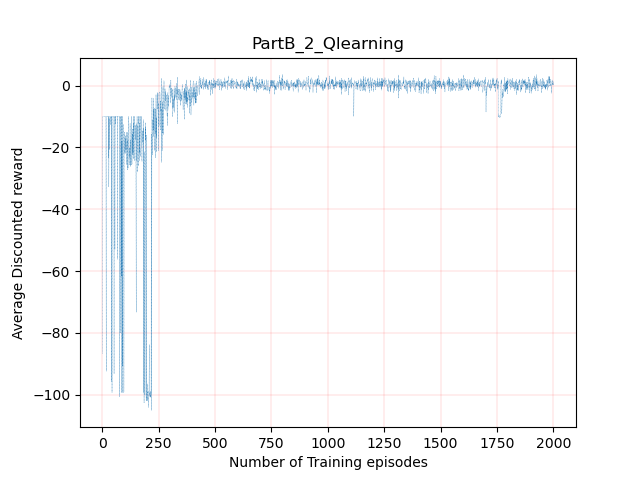 PartB_2_Qlearning
Average Discounted reward
0
−20
−40
−60
−80
−100
0 250 500 750 1000 1250 1500 1750 2000
Number of Training episodes